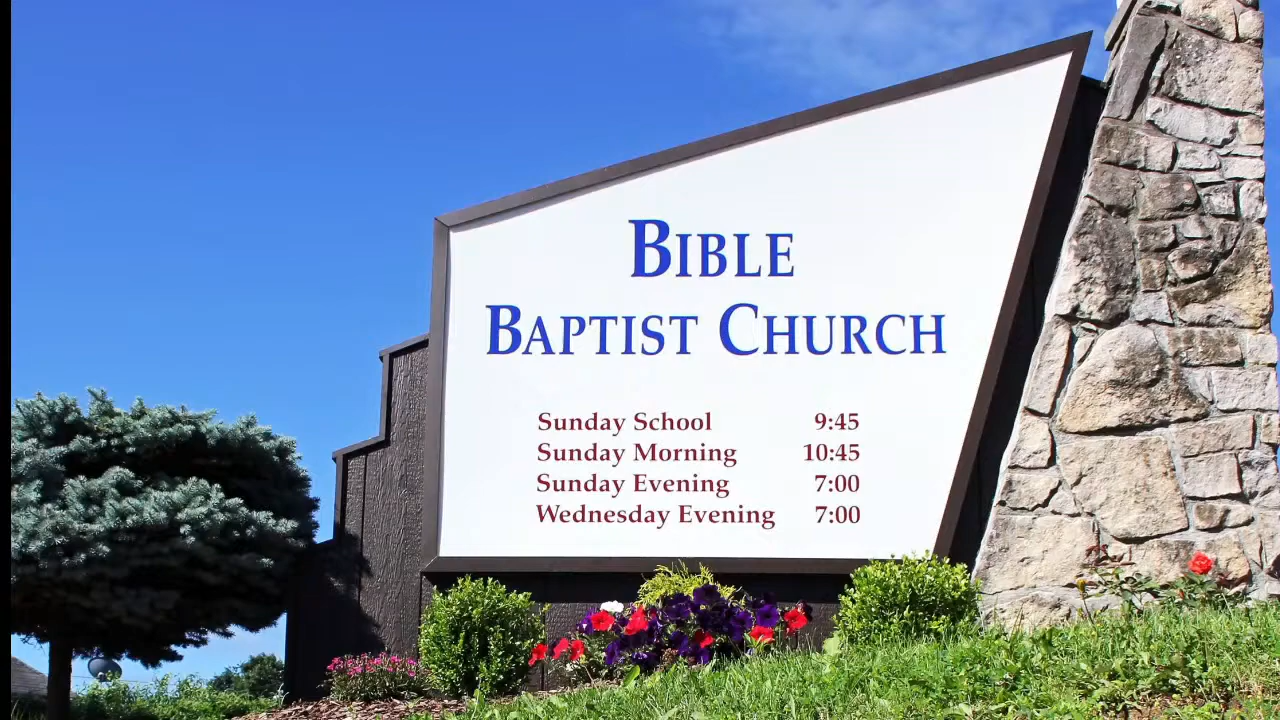 Bible
Baptist Church
Sunday School 9:45
Sunday Morning 10:45
Sunday Evening 7:00
Wednesday Evening 7:00